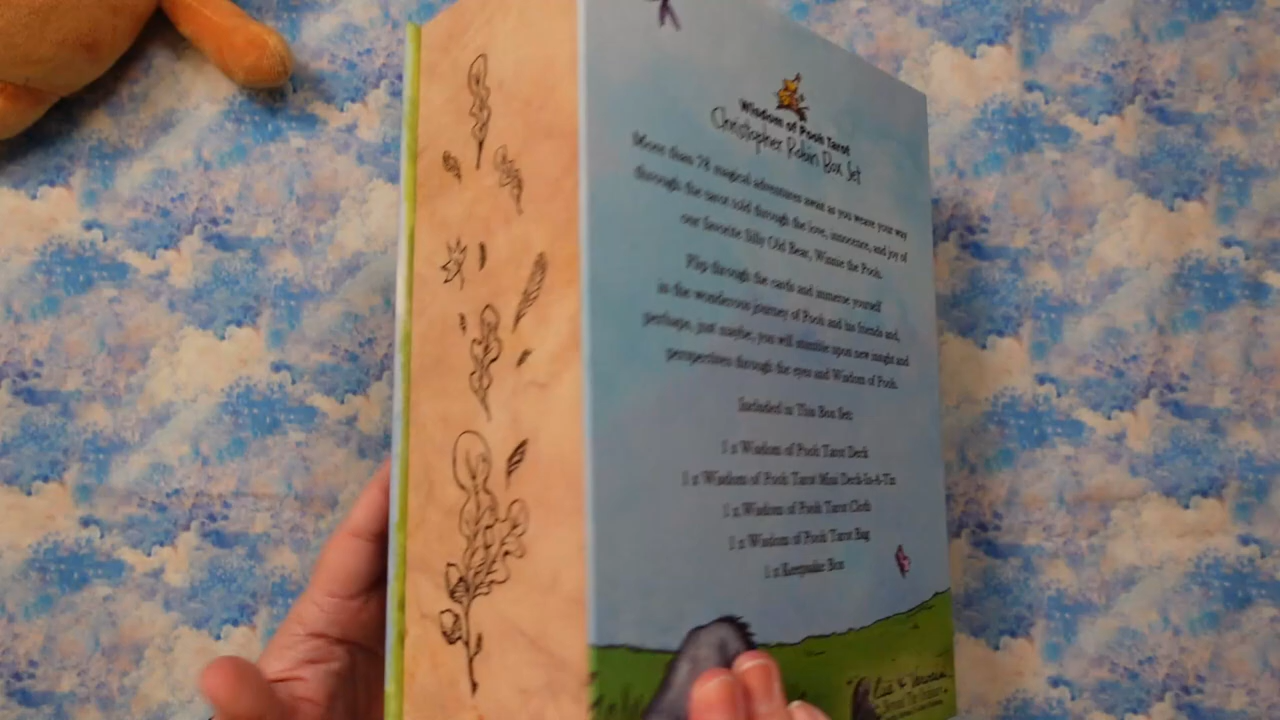 Wisdom of Pooh Tarot
Christopher Robin Box Set
More than 78 magical adventures await as you weave your way
through the tarot told through the love, innocence, and joy of
our favorite Silly Old Bear, Winnie the Pooh.
Flip through the cards and immerse yourself
in the wonderous journey of Pooh and his friends and,
perhaps, just maybe, you will stumble upon new insight and
perspectives through the eyes and Wisdom of Pooh.
Included in This Box Set:
1 x Wisdom of Pooh Tarot Deck
1 x Wisdom of Pooh Tarot Mini Deck-In-A-Tin
1 x Wisdom of Pooh Tarot Cloth
1 x Wisdom of Pooh Tarot Bag
1 x Keepsake Box